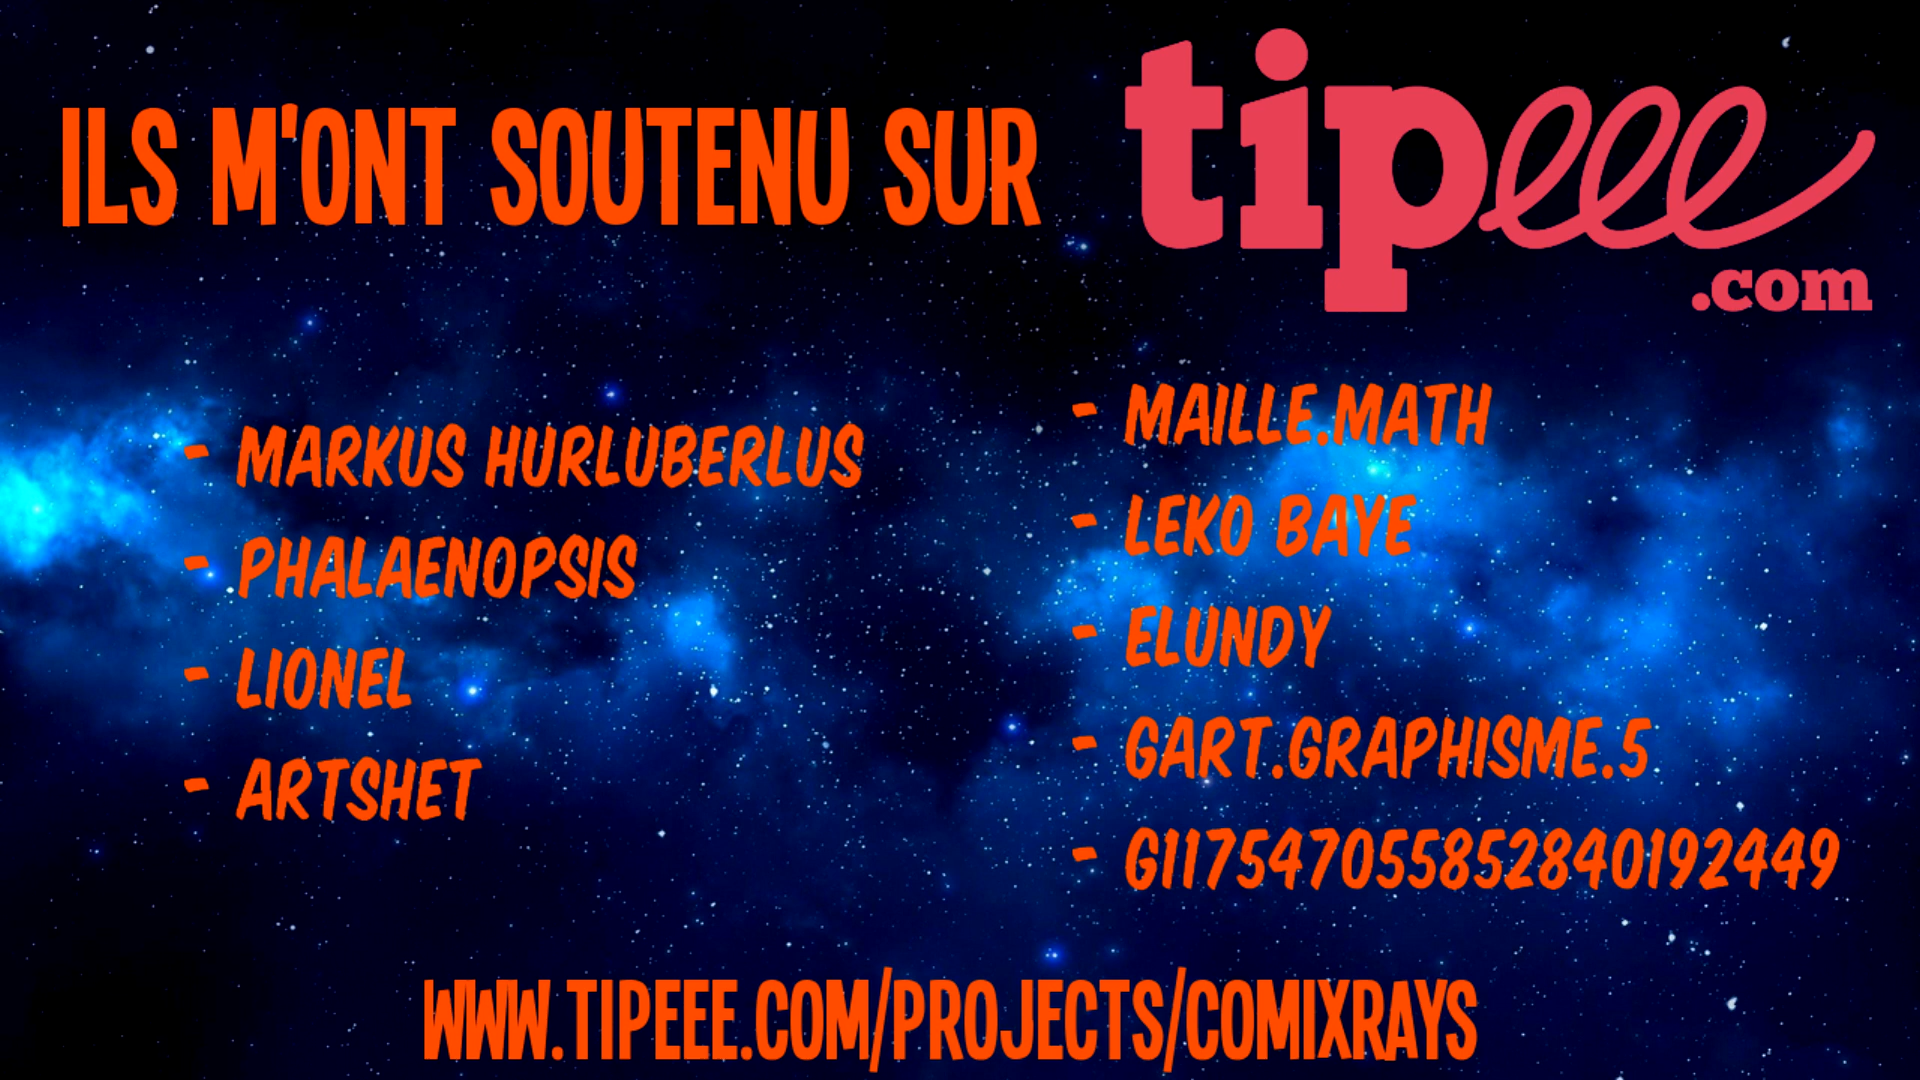 ILS M'ONT SOUTENU SUR
tipeee
.com
- MARKUS HURLUBERLUS
- PHALAENOPSIS
- LIONEL
- ARTSHET
- MAILLE.MATH
- LEKO BAYE
- ELUNDY
- GART.GRAPHISME.5
- G117547055852840192449
WWW.TIPEEE.COM/PROJECTS/COMIXRAYS